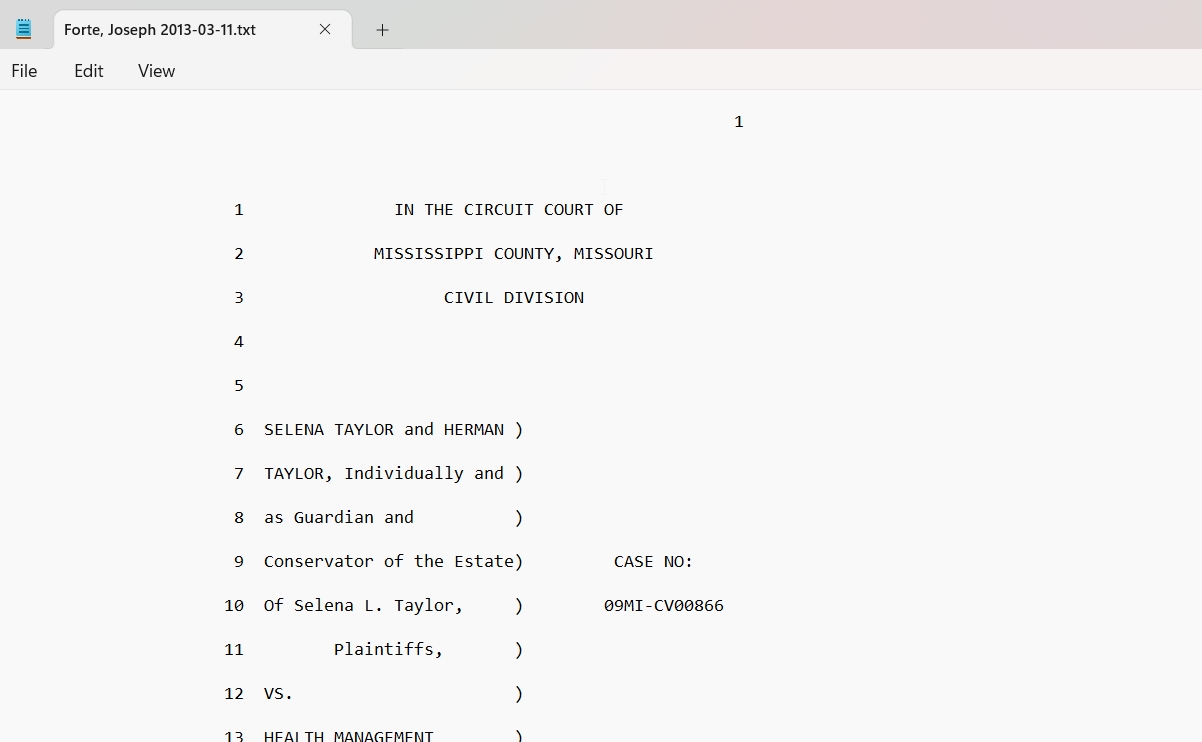 Forte, Joseph 2013-03-11.txt
File Edit View
1
1 IN THE CIRCUIT COURT OF
2 MISSISSIPPI COUNTY, MISSOURI
3 CIVIL DIVISION
4
5
6 SELENA TAYLOR and HERMAN )
7 TAYLOR, Individually and )
8 as Guardian and )
9 Conservator of the Estate) CASE NO:
10 Of Selena L. Taylor, ) 09MI-CV00866
11 Plaintiffs, )
12 VS. )
13 HEALTH MANAGEMENT )